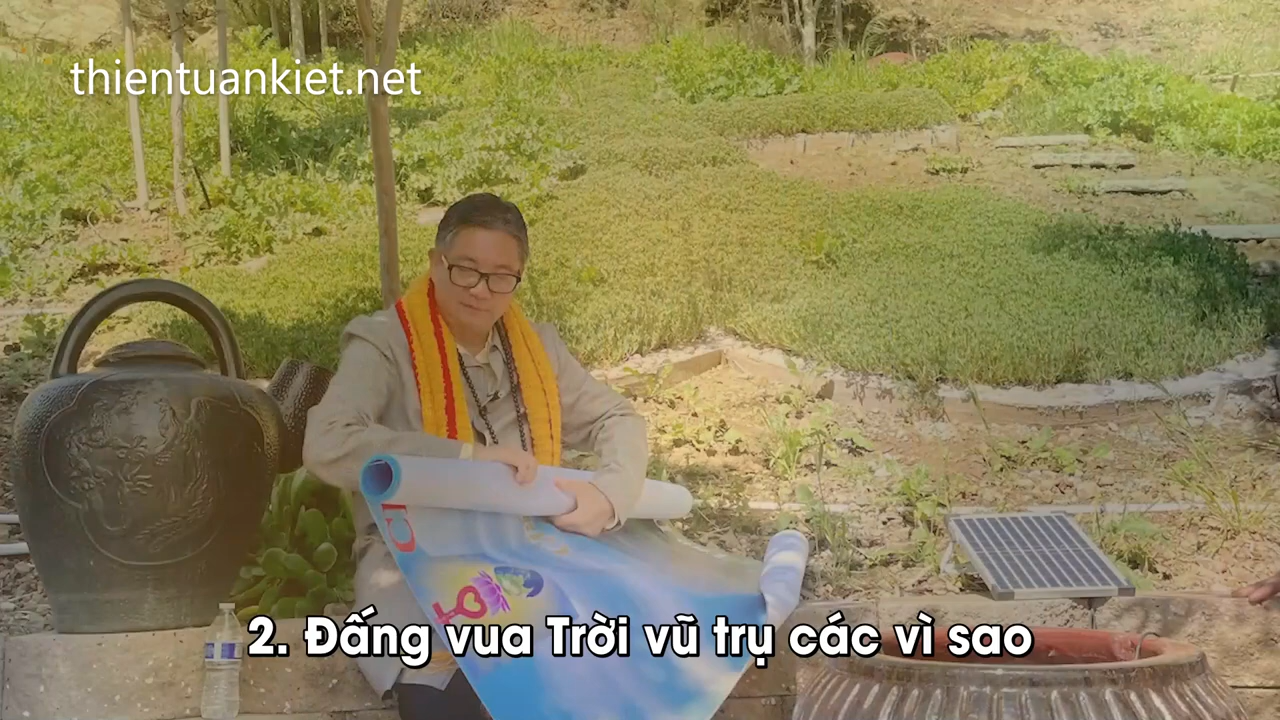 thientuankiet.net
2. Đấng vua Trời vũ trụ các vì sao